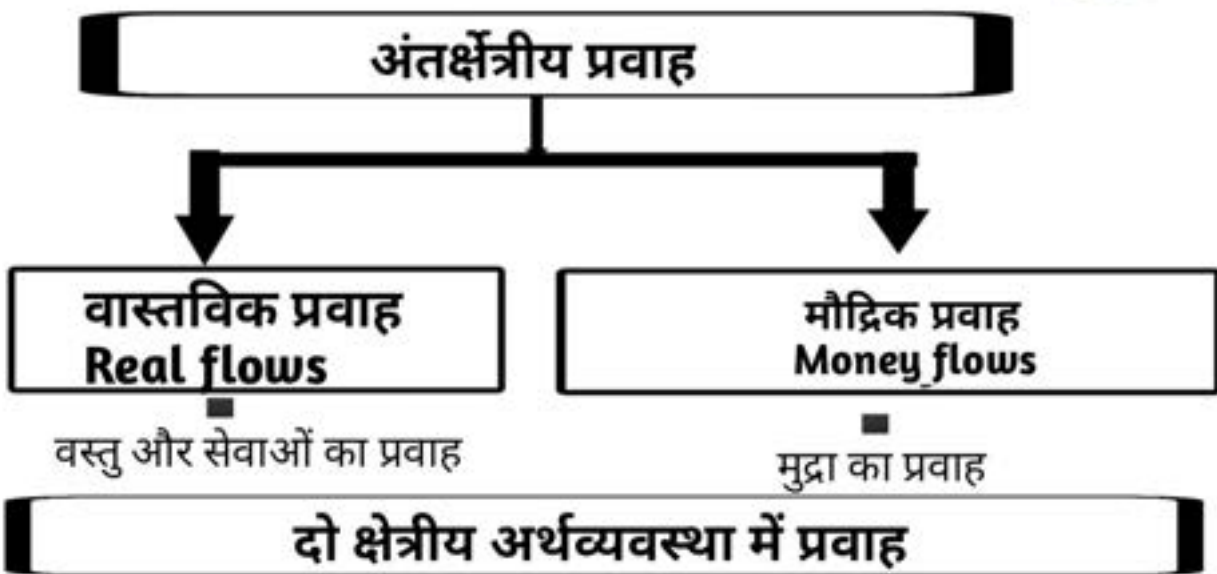 अंतर्क्षेत्रीय प्रवाह
वास्तविक प्रवाह
Real flows
मौद्रिक प्रवाह
Money flows
वस्तु और सेवाओं का प्रवाह
मुद्रा का प्रवाह
दो क्षेत्रीय अर्थव्यवस्था में प्रवाह